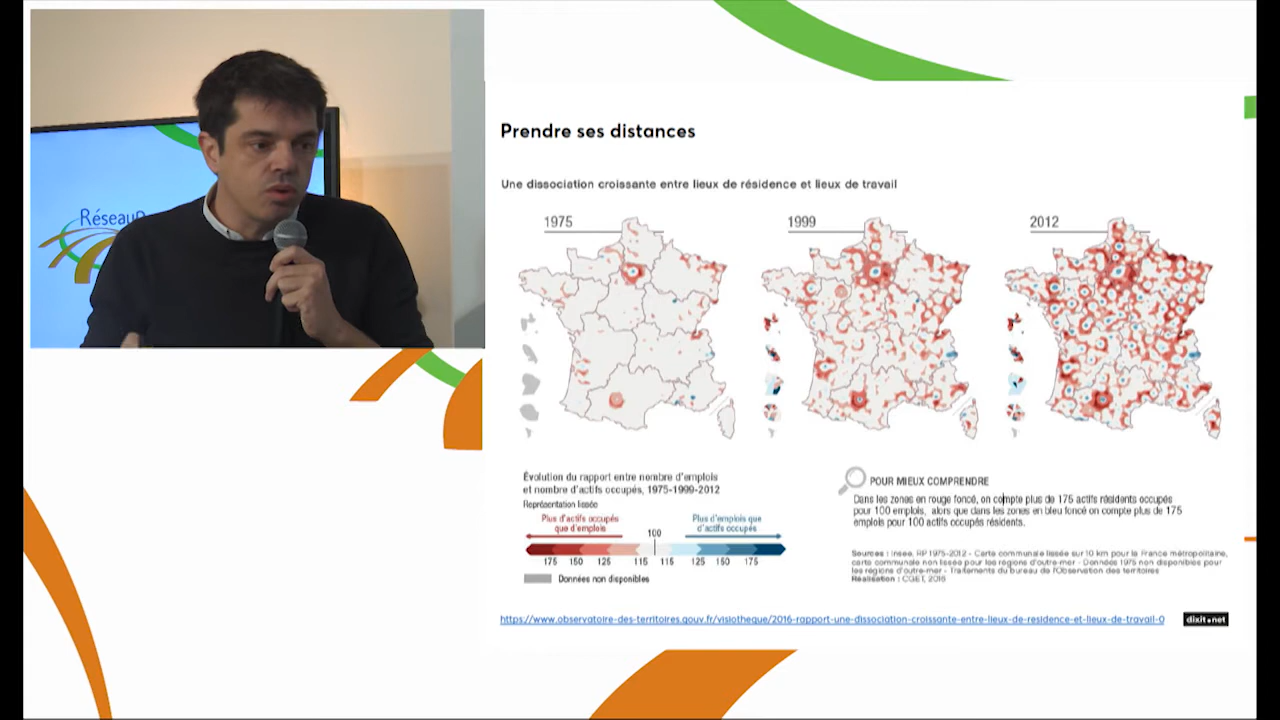 Réseau
Prendre ses distances
Une dissociation croissante entre lieux de résidence et lieux de travail
1975
1999
2012
Évolution du rapport entre nombre d'emplois
et nombre d'actifs occupés, 1975-1999-2012
Représentation lissée
Plus d'actifs occupés
que d'emplois
Plus d'emplois que
d'actifs occupés
100
175 150 125 115 115 125 150 175
Données non disponibles
POUR MIEUX COMPRENDRE
Dans les zones en rouge foncé, on compte plus de 175 actifs résidents occupés
pour 100 emplois, alors que dans les zones en bleu foncé on compte plus de 175
emplois pour 100 actifs occupés résidents.
Sources : Insee, RP 1975-2012 - Carte communale lissée sur 10 km pour la France métropolitaine,
carte communale non lissée pour les régions d'outre-mer - Données 1975 non disponibles pour
les régions d'outre-mer - Traitements du bureau de l'Observation des territoires
Réalisation : CGET, 2016
https://www.observatoire-des-territoires.gouv.fr/visiotheque/2016-rapport-une-dissociation-croissante-entre-lieux-de-residence-et-lieux-de-travail-0
dixit.net